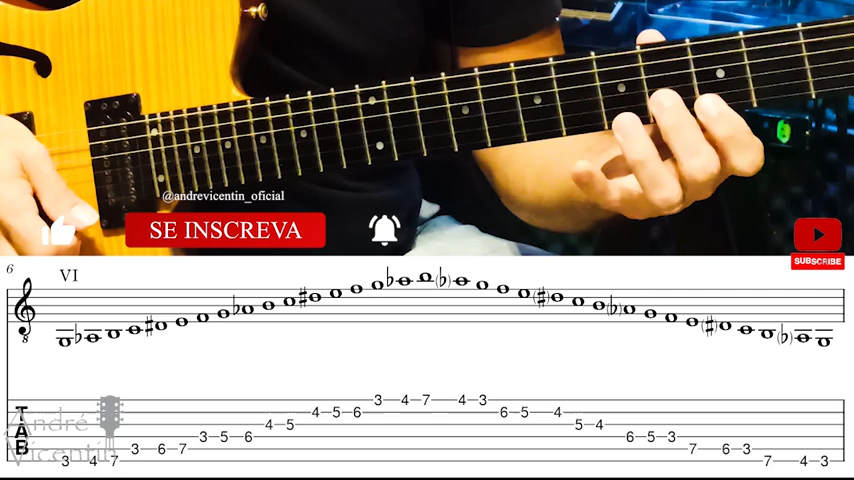 @andrevicentin_oficial
SE INSCREVA
SUBSCRIBE
6
VI
8
3 4 7 4 3
4 5 6 6 5 4
4 5 5 4
3 5 6 6 5 3
3 6 7 7 6 3
3 4 7 7 4 3
TAB
André
Vicentin